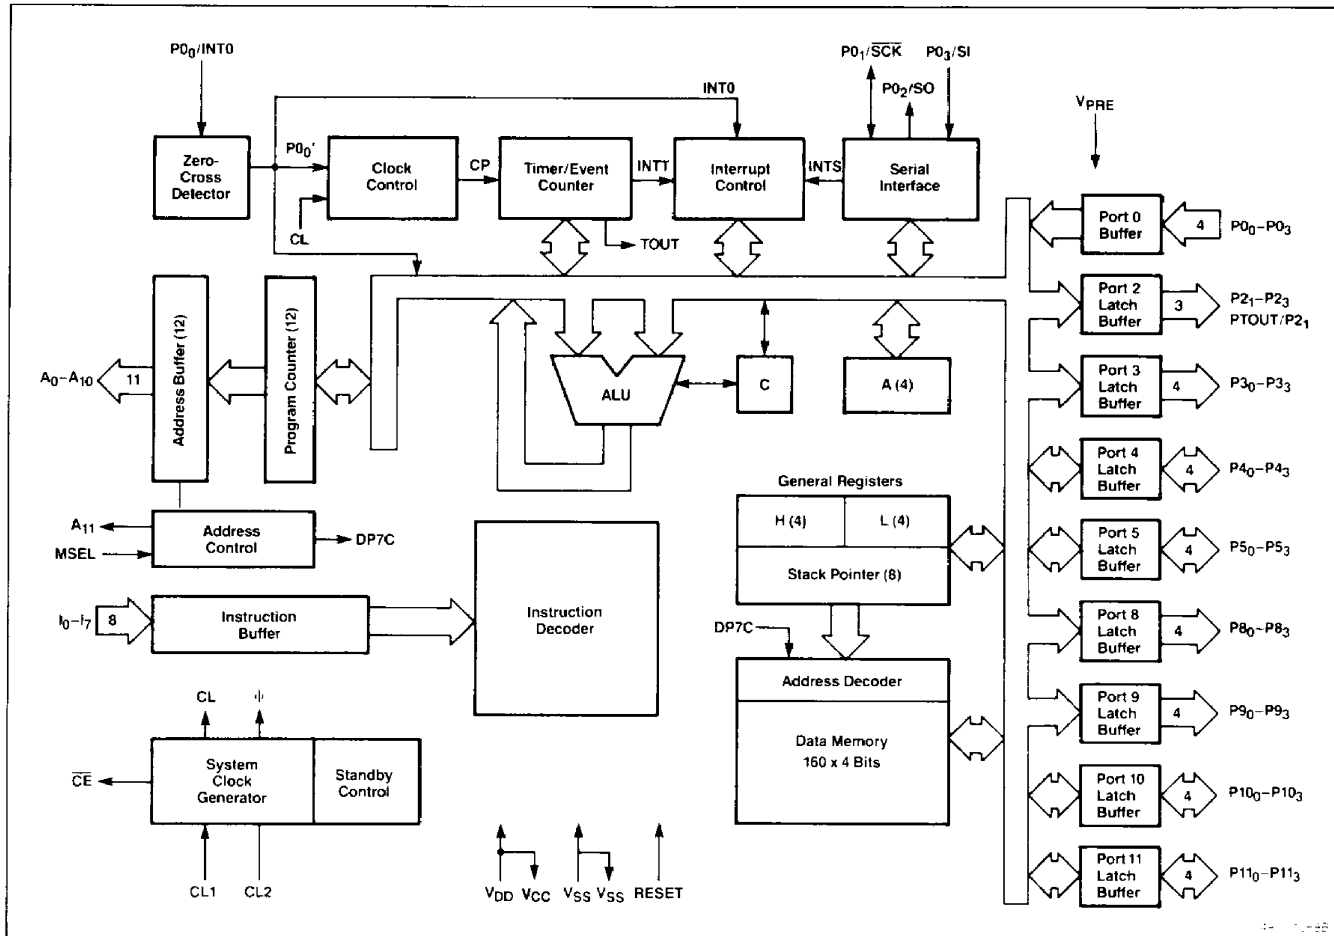 P0₀/INT0
P0₁/SCK
P0₃/SI
P0₂/SO
INT0
VPRE
Zero-
Cross
Detector
P0₀'
Clock
Control
CL
CP
Timer/Event
Counter
TOUT
INTT
Interrupt
Control
INTS
Serial
Interface
Port 0
Buffer
4
P0₀–P0₃
Port 2
Latch
Buffer
3
P2₁–P2₃
PTOUT/P2₁
Port 3
Latch
Buffer
4
P3₀–P3₃
Port 4
Latch
Buffer
4
P4₀–P4₃
Port 5
Latch
Buffer
4
P5₀–P5₃
Port 8
Latch
Buffer
4
P8₀–P8₃
Port 9
Latch
Buffer
4
P9₀–P9₃
Port 10
Latch
Buffer
4
P10₀–P10₃
Port 11
Latch
Buffer
4
P11₀–P11₃
A₀–A₁₀
11
Address Buffer (12)
Program Counter (12)
ALU
C
A (4)
A₁₁
MSEL
Address
Control
DP7C
General Registers
H (4)
L (4)
Stack Pointer (8)
I₀–I₇
8
Instruction
Buffer
Instruction
Decoder
DP7C
Address Decoder
Data Memory
160 x 4 Bits
CL
ϕ
CE
System
Clock
Generator
Standby
Control
CL1
CL2
VDD
VCC
VSS
VSS
RESET